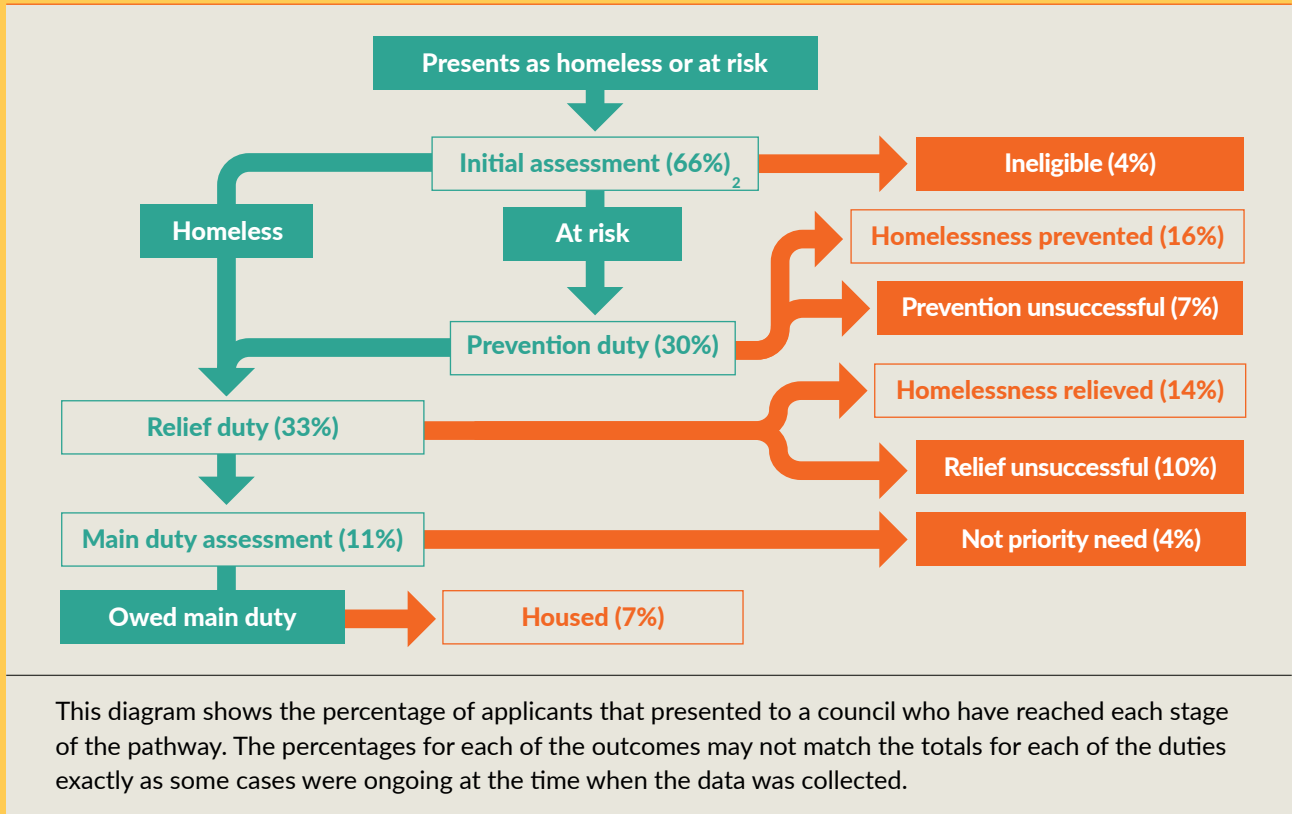 Presents as homeless or at risk
Initial assessment (66%)2
Ineligible (4%)
Homeless
At risk
Homelessness prevented (16%)
Prevention unsuccessful (7%)
Prevention duty (30%)
Homelessness relieved (14%)
Relief duty (33%)
Relief unsuccessful (10%)
Main duty assessment (11%)
Not priority need (4%)
Owed main duty
Housed (7%)
This diagram shows the percentage of applicants that presented to a council who have reached each stage
of the pathway. The percentages for each of the outcomes may not match the totals for each of the duties
exactly as some cases were ongoing at the time when the data was collected.